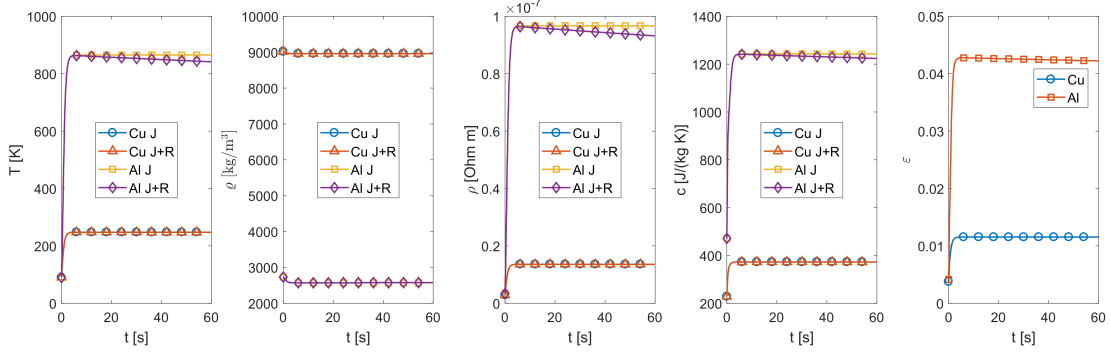 1000
800
600
400
200
0
T [K]
Cu J
Cu J+R
Al J
Al J+R
0 20 40 60
t [s]
10000
9000
8000
7000
6000
5000
4000
3000
2000
ϱ [kg/m³]
Cu J
Cu J+R
Al J
Al J+R
0 20 40 60
t [s]
×10⁻⁷
1
0.8
0.6
0.4
0.2
0
ρ [Ohm m]
Cu J
Cu J+R
Al J
Al J+R
0 20 40 60
t [s]
1400
1200
1000
800
600
400
200
c [J/(kg K)]
Cu J
Cu J+R
Al J
Al J+R
0 20 40 60
t [s]
0.05
0.04
0.03
0.02
0.01
0
ε
Cu
Al
0 20 40 60
t [s]